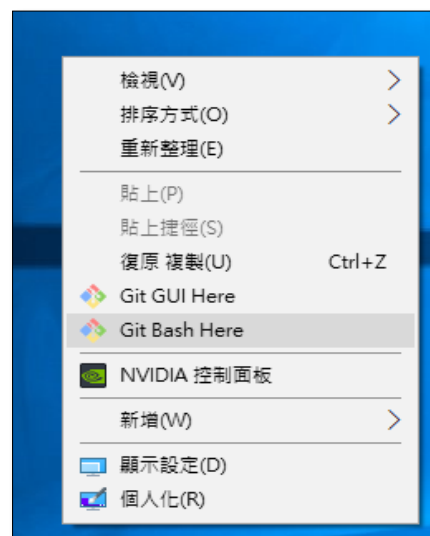 檢視(V)
排序方式(O)
重新整理(E)
貼上(P)
貼上捷徑(S)
復原 複製(U) Ctrl+Z
Git GUI Here
Git Bash Here
NVIDIA 控制面板
新增(W)
顯示設定(D)
個人化(R)